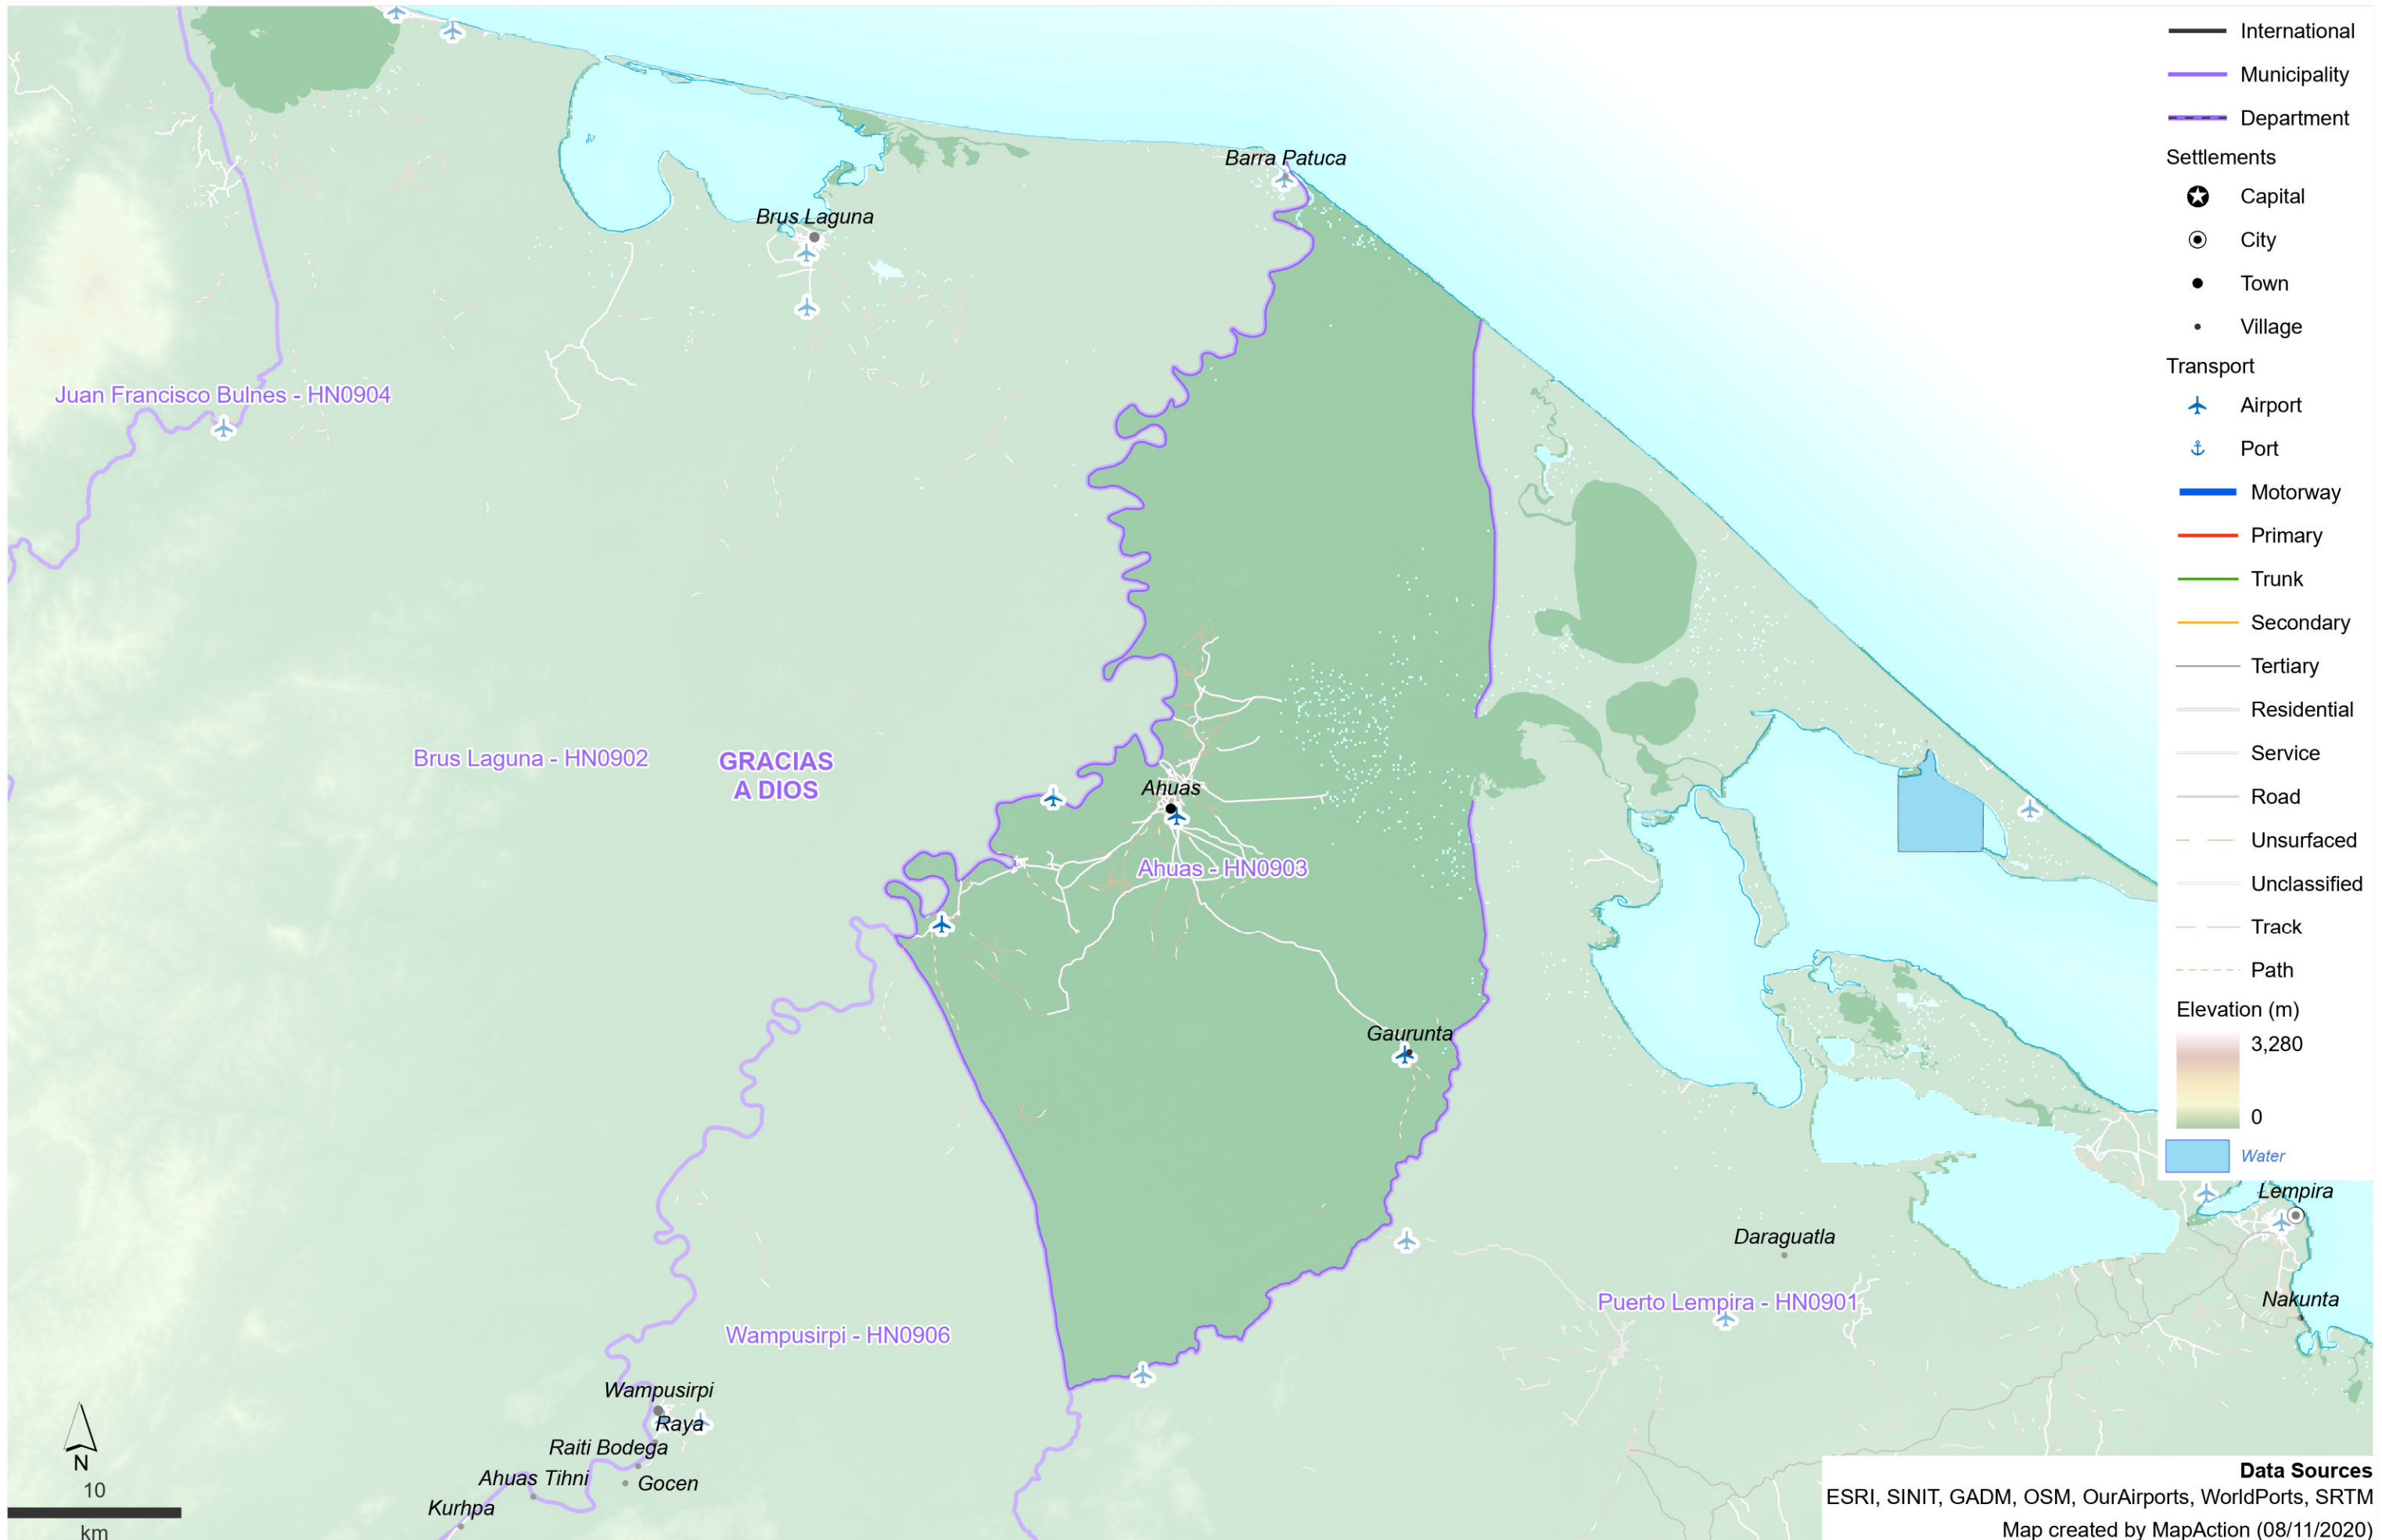 International
Municipality
Department
Settlements
Capital
City
Town
Village
Transport
Airport
Port
Motorway
Primary
Trunk
Secondary
Tertiary
Residential
Service
Road
Unsurfaced
Unclassified
Track
Path
Elevation (m)
3,280
0
Water
Barra Patuca
Brus Laguna
Juan Francisco Bulnes - HN0904
Brus Laguna - HN0902
GRACIAS
A DIOS
Ahuas
Ahuas - HN0903
Gaurunta
Lempira
Daraguatla
Puerto Lempira - HN0901
Nakunta
Wampusirpi - HN0906
Wampusirpi
Raya
Raiti Bodega
Ahuas Tihni
Gocen
Kurhpa
N
10
km
Data Sources
ESRI, SINIT, GADM, OSM, OurAirports, WorldPorts, SRTM
Map created by MapAction (08/11/2020)